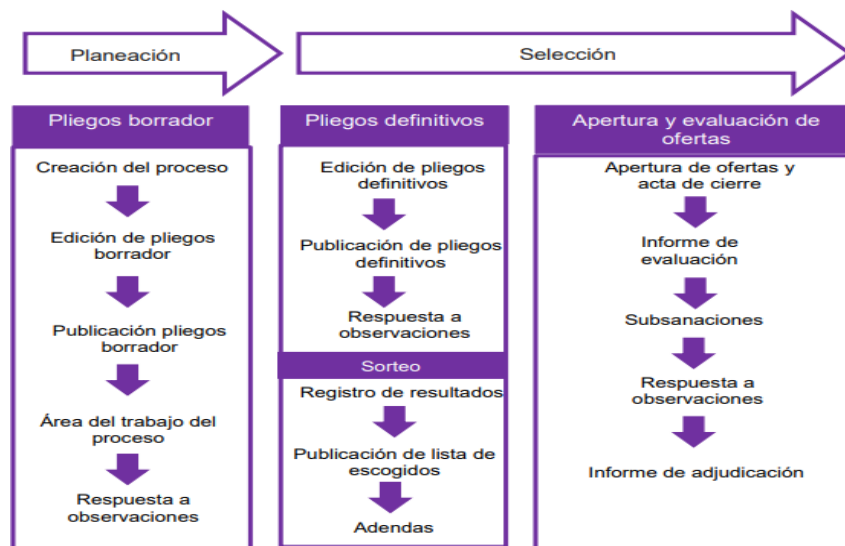 Planeación
Selección
Pliegos borrador
Creación del proceso
Edición de pliegos
borrador
Publicación pliegos
borrador
Área del trabajo del
proceso
Respuesta a
observaciones
Pliegos definitivos
Edición de pliegos
definitivos
Publicación de pliegos
definitivos
Respuesta a
observaciones
Sorteo
Registro de resultados
Publicación de lista de
escogidos
Adendas
Apertura y evaluación de
ofertas
Apertura de ofertas y
acta de cierre
Informe de
evaluación
Subsanaciones
Respuesta a
observaciones
Informe de adjudicación